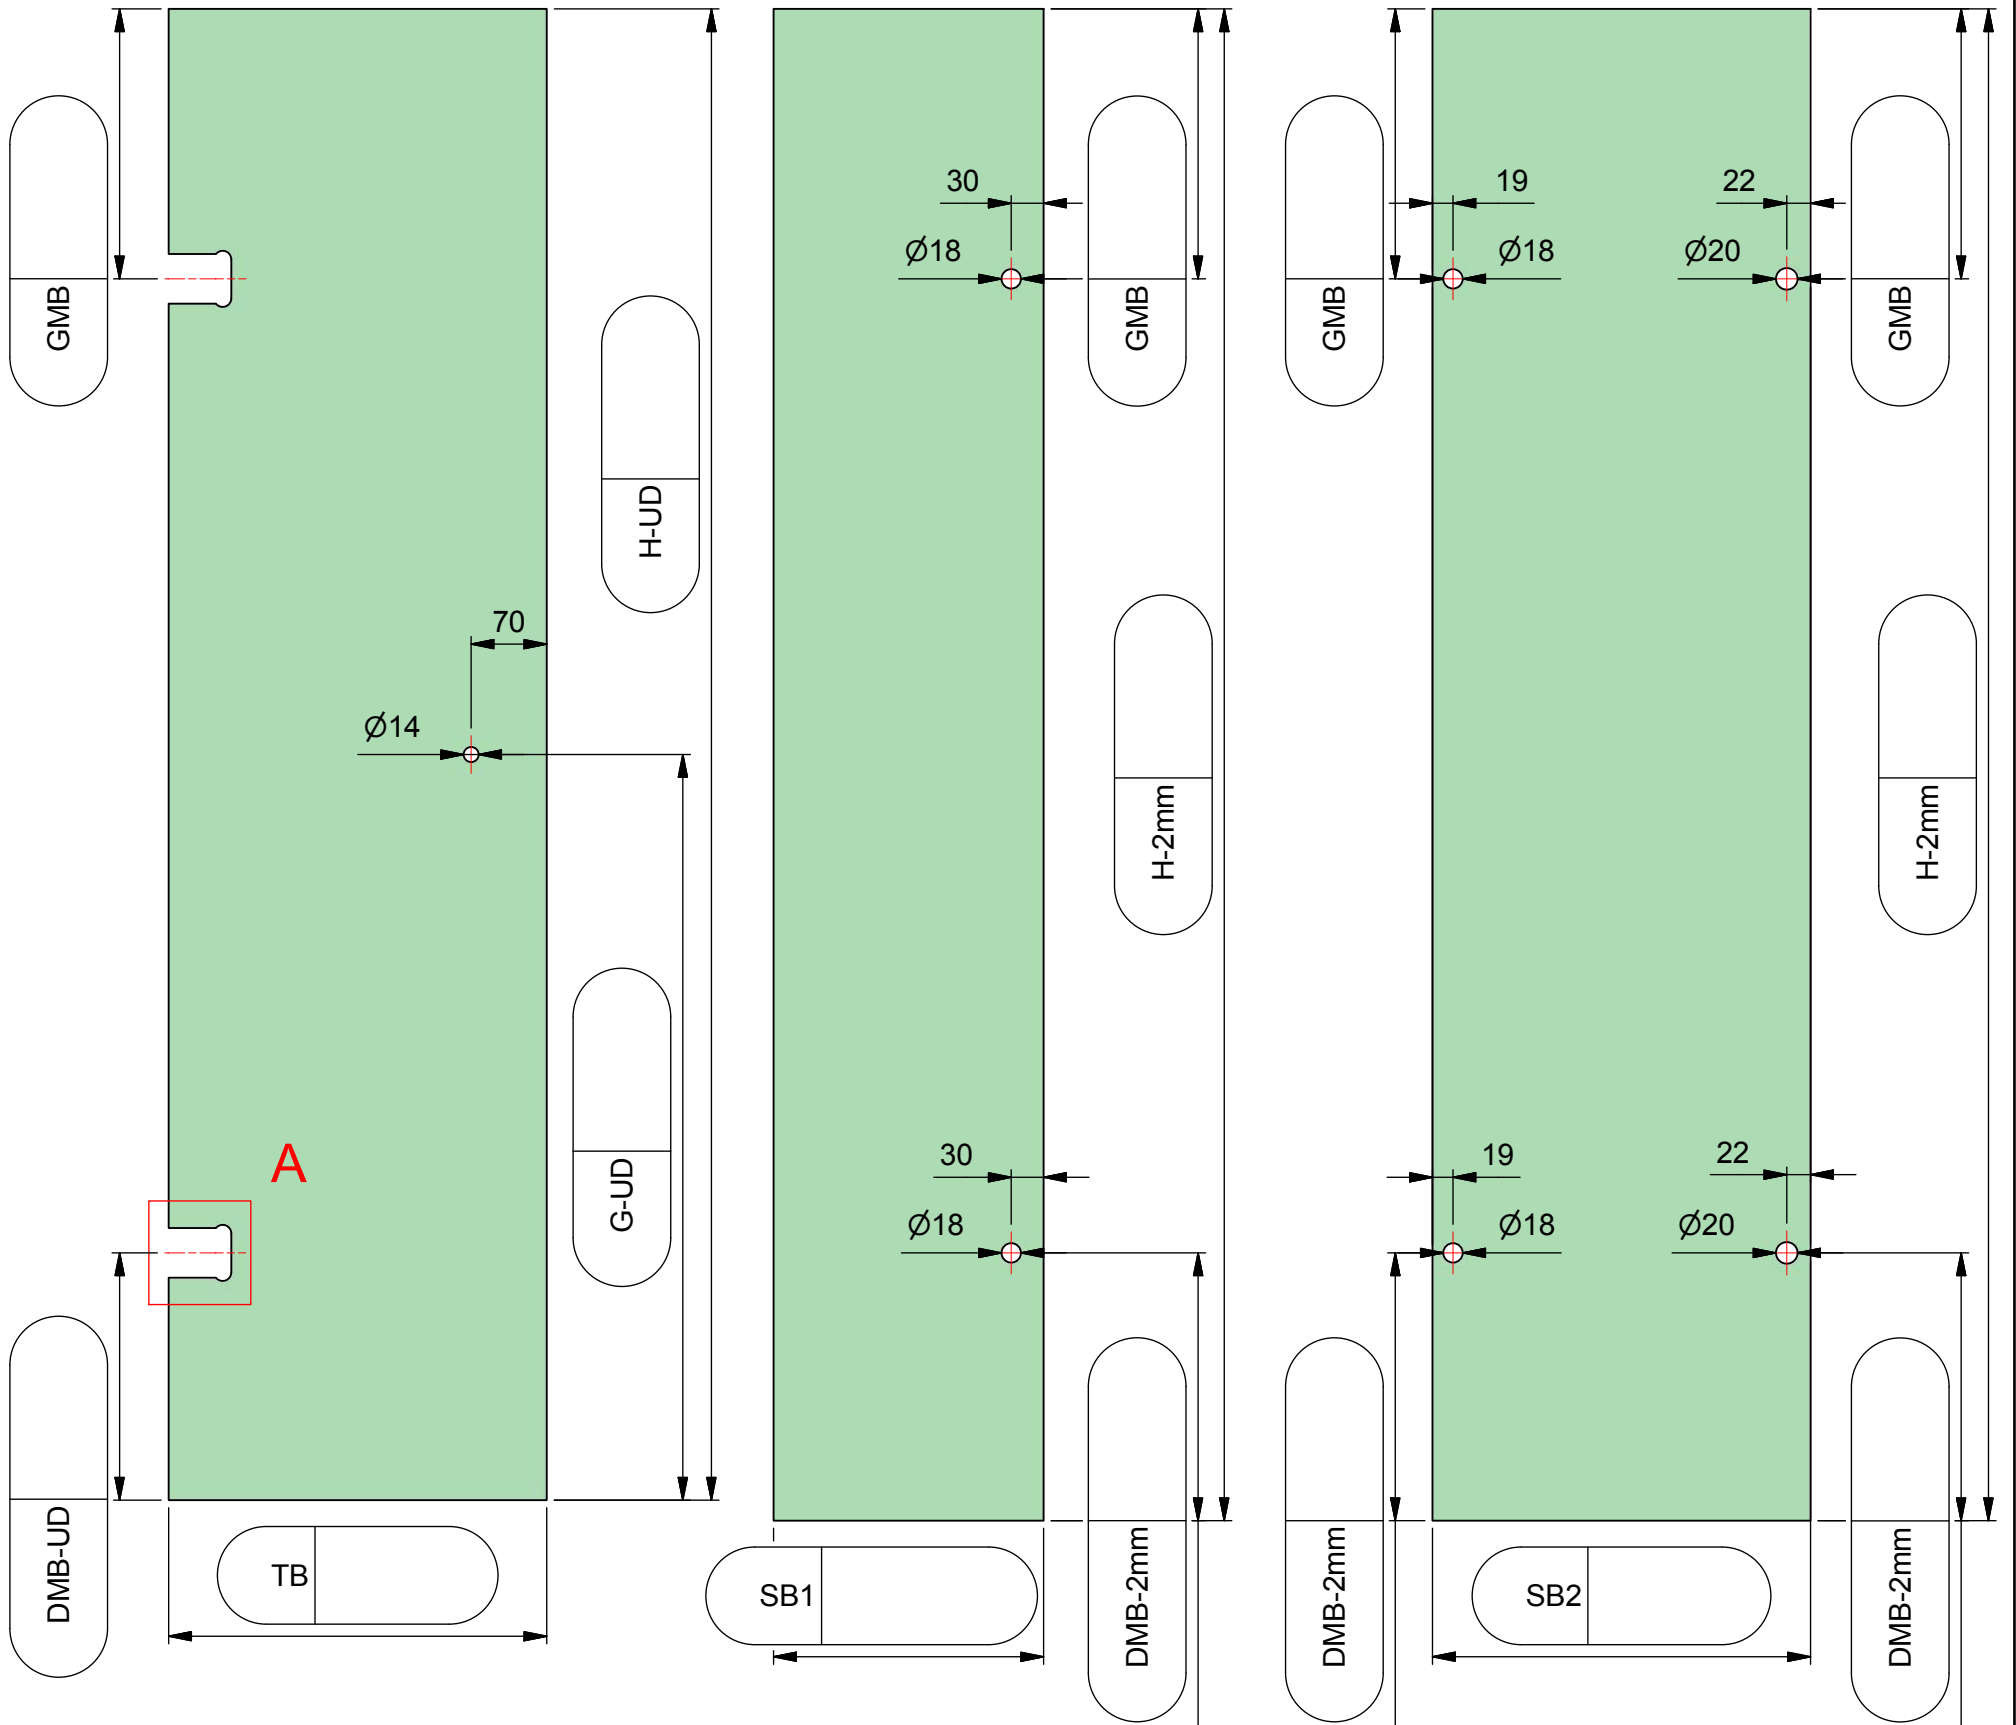 30
19
22
Ø18
Ø18
Ø20
GMB
GMB
GMB
GMB
H-UD
70
Ø14
H-2mm
H-2mm
A
G-UD
30
19
22
Ø18
Ø18
Ø20
DMB-UD
TB
SB1
DMB-2mm
DMB-2mm
SB2
DMB-2mm